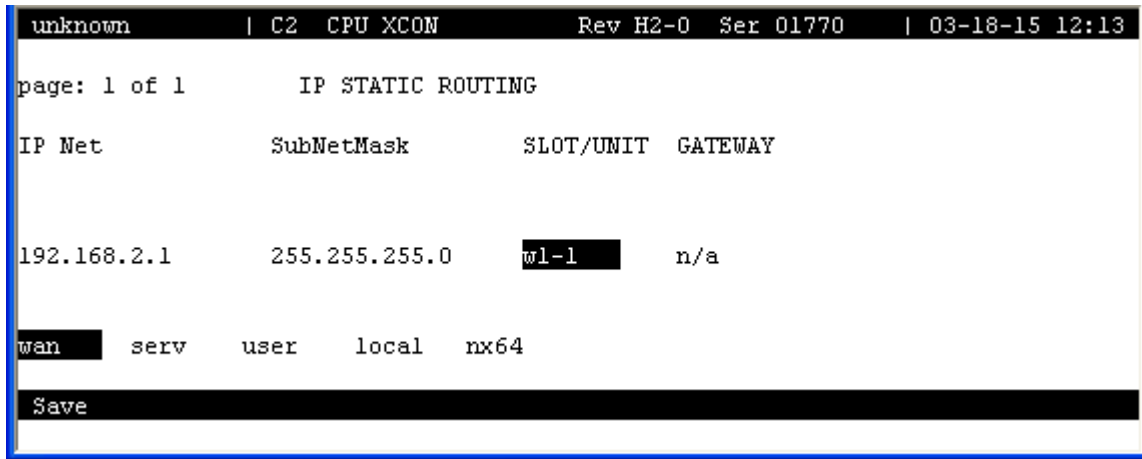 unknown | C2 CPU XCON Rev H2-0 Ser 01770 | 03-18-15 12:13
page: 1 of 1 IP STATIC ROUTING
IP Net SubNetMask SLOT/UNIT GATEWAY
192.168.2.1 255.255.255.0 w1-1 n/a
wan serv user local nx64
Save